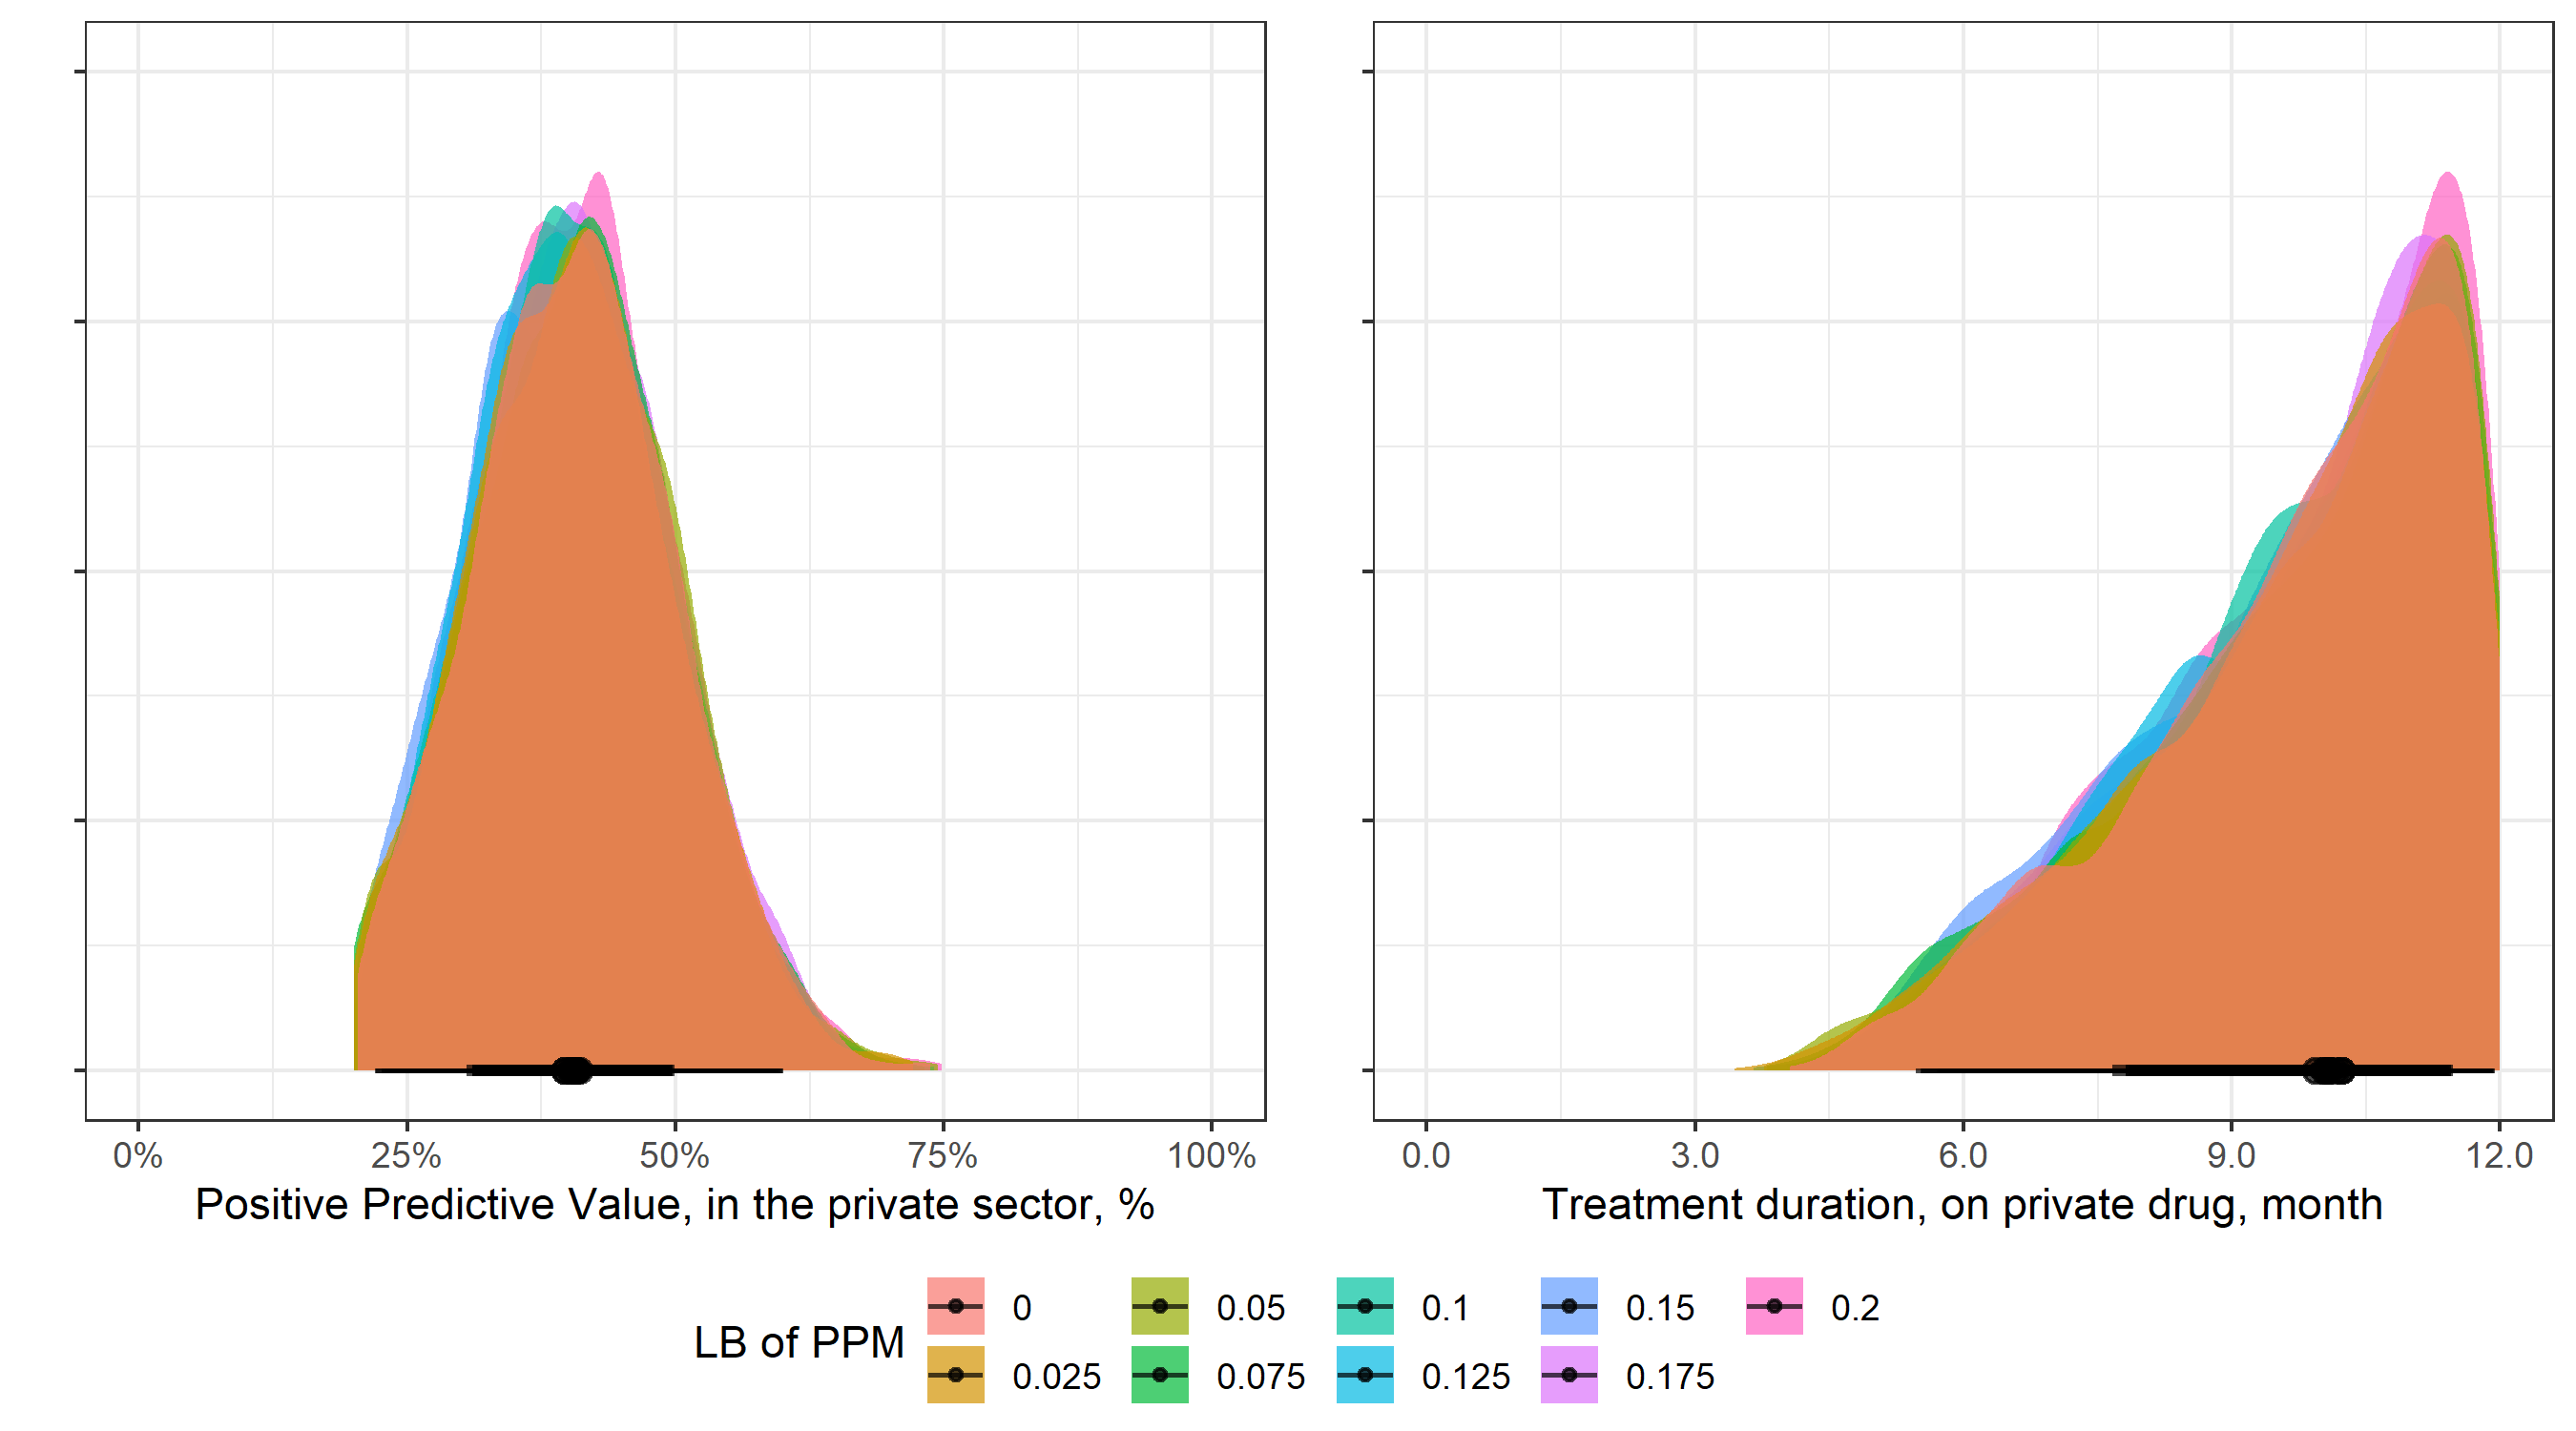 0% 25% 50% 75% 100%
Positive Predictive Value, in the private sector, %
0.0 3.0 6.0 9.0 12.0
Treatment duration, on private drug, month
LB of PPM
0 0.05 0.1 0.15 0.2
0.025 0.075 0.125 0.175